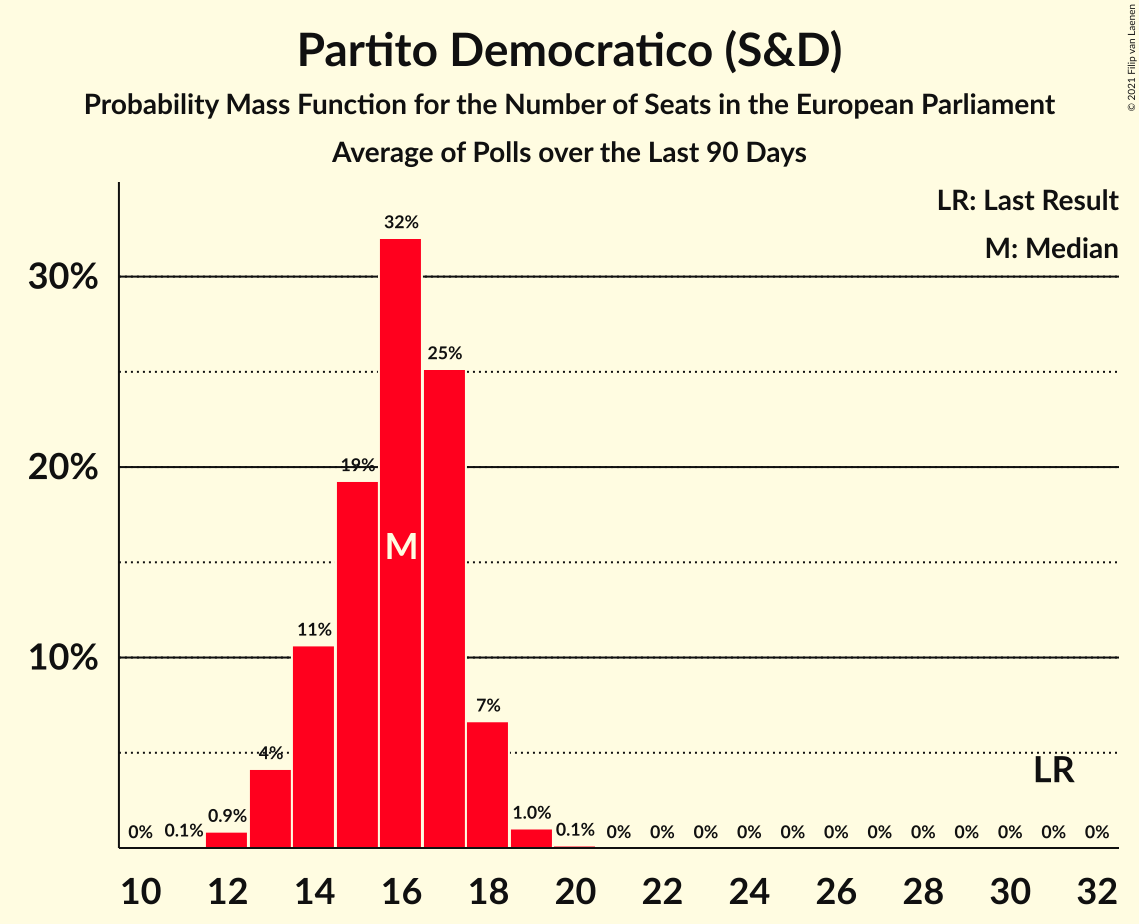 Partito Democratico (S&D)
Probability Mass Function for the Number of Seats in the European Parliament
Average of Polls over the Last 90 Days
© 2021 Filip van Laenen
LR: Last Result
M: Median
30%
20%
10%
0%
0.1%
0.9%
4%
11%
19%
32%
25%
7%
1.0%
0.1%
0%
0%
0%
0%
0%
0%
0%
0%
0%
0%
0%
0%
M
LR
10 12 14 16 18 20 22 24 26 28 30 32